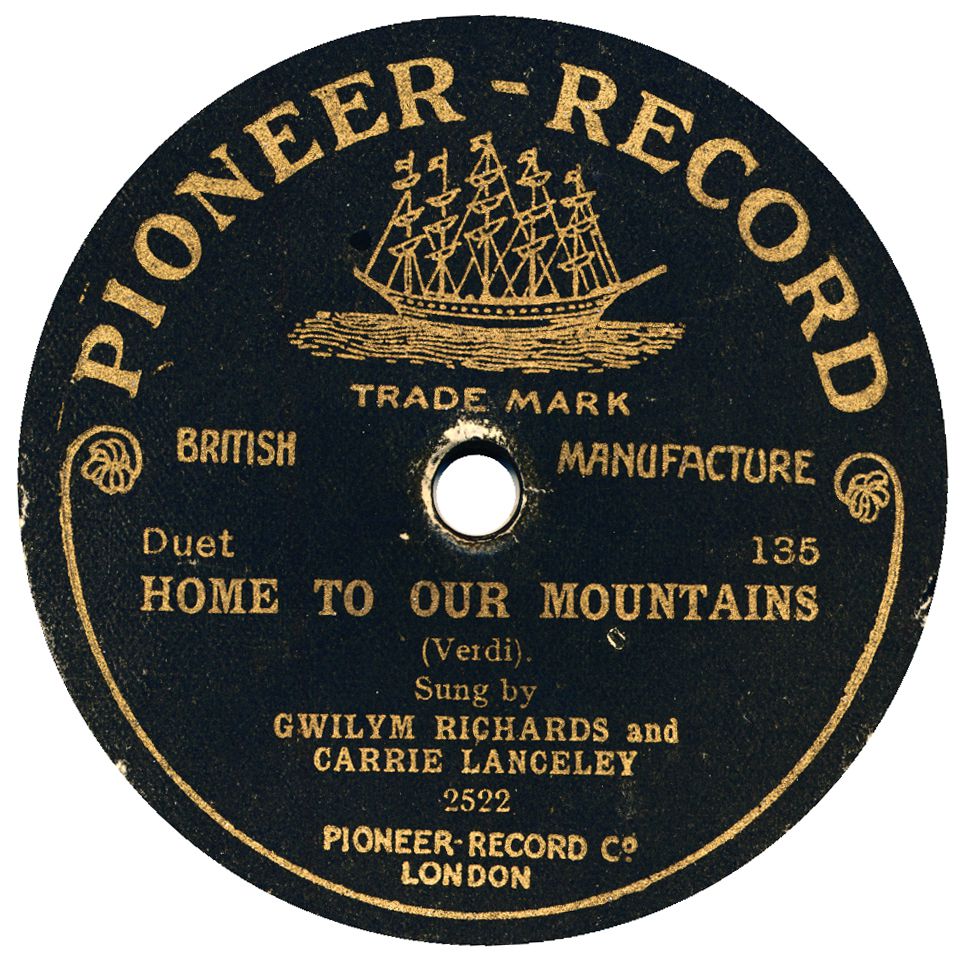 PIONEER-RECORD
TRADE MARK
BRITISH MANUFACTURE
Duet 135
HOME TO OUR MOUNTAINS
(Verdi).
Sung by
GWILYM RICHARDS and
CARRIE LANCELEY
2522
PIONEER-RECORD Co.
LONDON